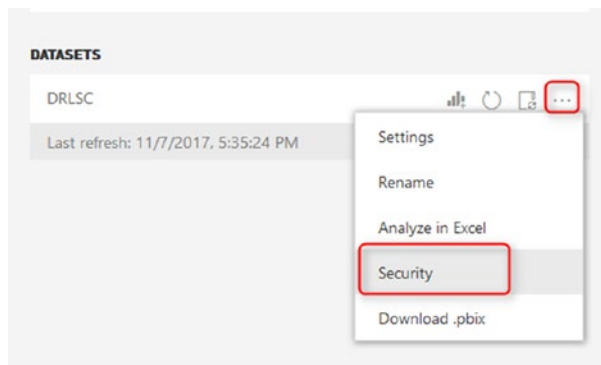 DATASETS
DRLSC
...
Last refresh: 11/7/2017, 5:35:24 PM
Settings
Rename
Analyze in Excel
Security
Download .pbix